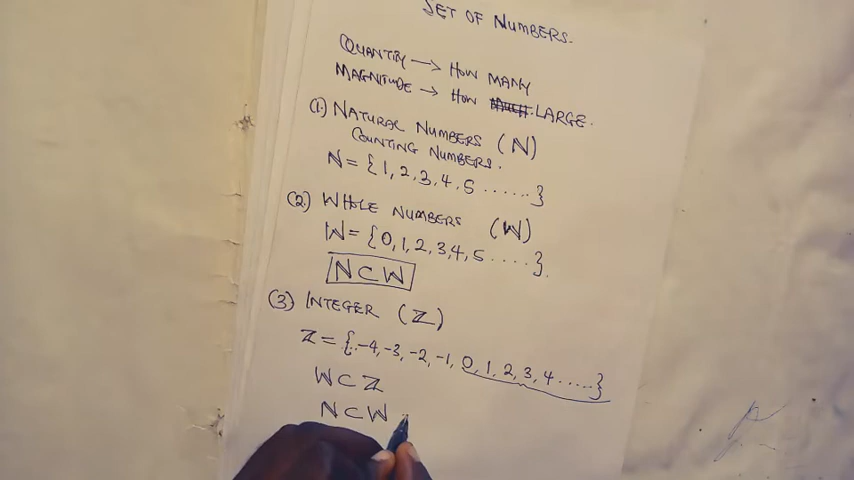 SET OF NUMBERS.
QUANTITY → HOW MANY
MAGNITUDE → HOW LARGE.
(1) NATURAL NUMBERS (N)
COUNTING NUMBERS.
N = {1, 2, 3, 4, 5 ......}
(2) WHOLE NUMBERS (W)
W = {0, 1, 2, 3, 4, 5 .....}.
N ⊂ W
(3) INTEGER (Z)
Z = {..-4, -3, -2, -1, 0, 1, 2, 3, 4 .....}
W ⊂ Z
N ⊂ W